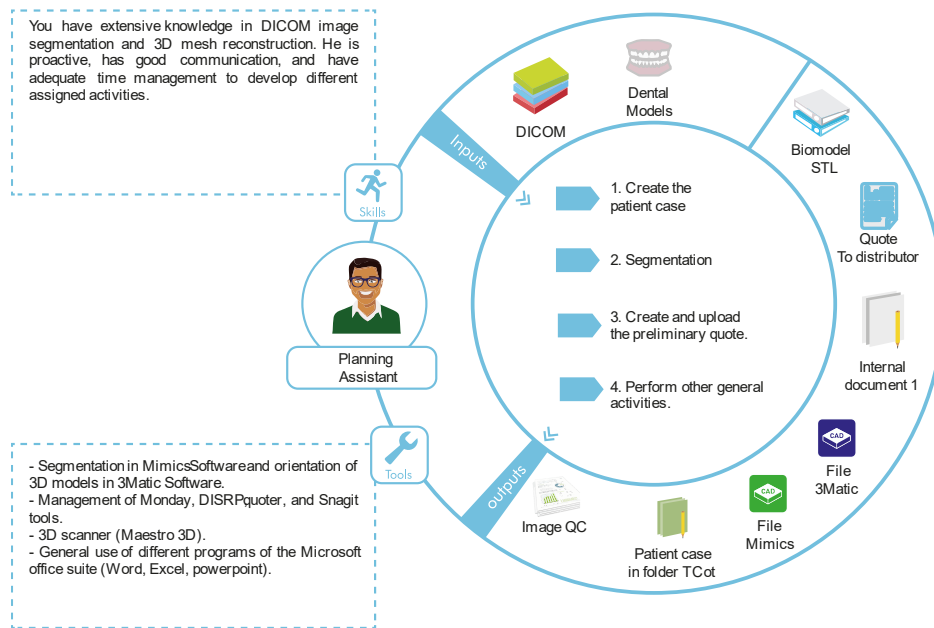 You have extensive knowledge in DICOM image
segmentation and 3D mesh reconstruction. He is
proactive, has good communication, and have
adequate time management to develop different
assigned activities.
Skills
Planning
Assistant
Tools
- Segmentation in MimicsSoftwareand orientation of
3D models in 3Matic Software.
- Management of Monday, DISRPquoter, and Snagit
tools.
- 3D scanner (Maestro 3D).
- General use of different programs of the Microsoft
office suite (Word, Excel, powerpoint).
Inputs
DICOM
Dental
Models
1. Create the
patient case
2. Segmentation
3. Create and upload
the preliminary quote.
4. Perform other general
activities.
outputs
Biomodel
STL
Quote
To distributor
Internal
document 1
CAD
File
3Matic
CAD
File
Mimics
Patient case
in folder TCot
Image QC